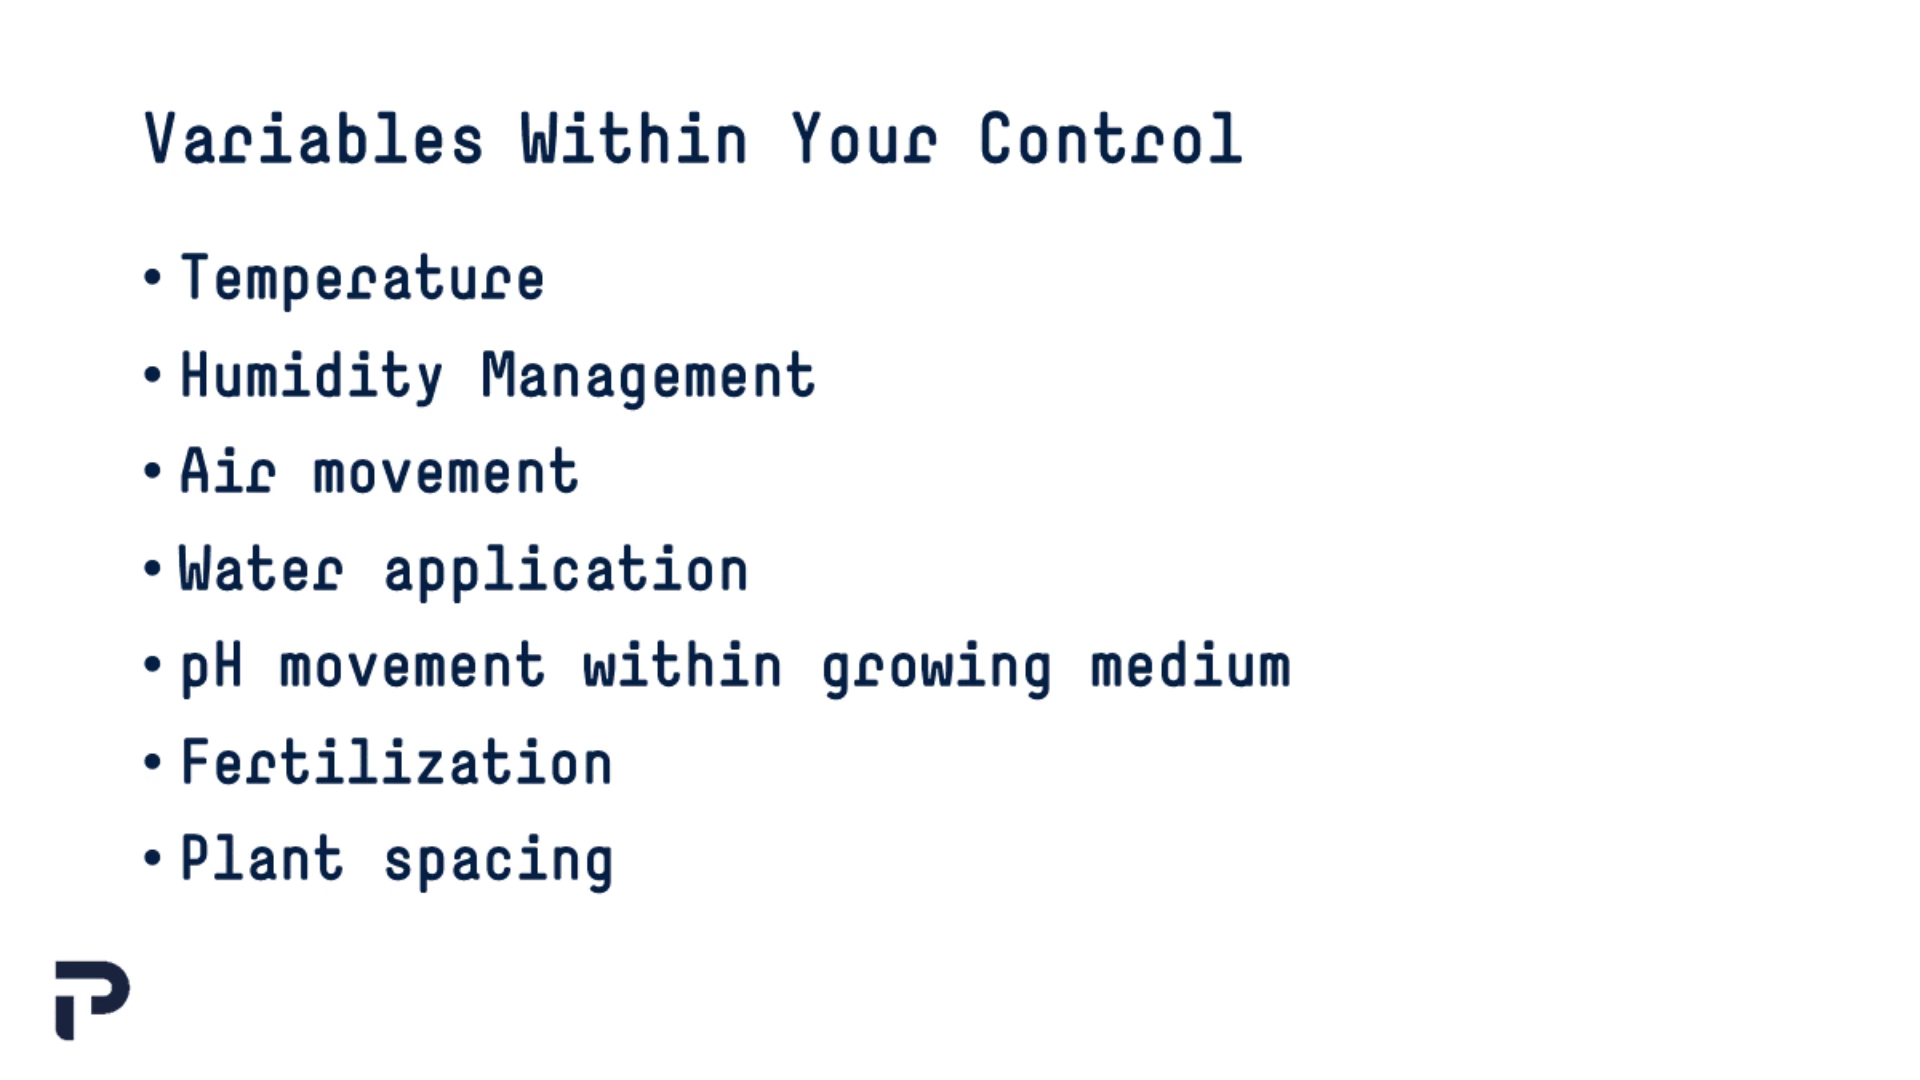 Variables Within Your Control
• Temperature
• Humidity Management
• Air movement
• Water application
• pH movement within growing medium
• Fertilization
• Plant spacing
P